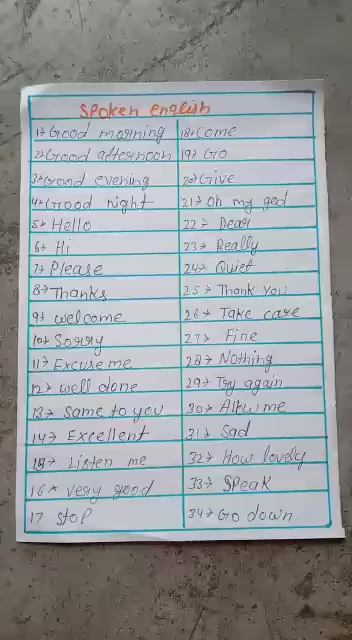 Spoken english
1→ Good morning
2→ Good afternoon
3→ Good evening
4→ Good night
5→ Hello
6→ Hi
7→ Please
8→ Thanks
9→ welcome
10→ Sorry
11→ Excuse me
12→ well done
13→ Same to you
14→ Excellent
15→ Listen me
16→ very good
17 stop
18→ come
19→ Go
20→ Give
21→ Oh my god
22→ Dear
23→ Really
24→ Quiet
25→ Thank you
26→ Take care
27→ Fine
28→ Nothing
29→ Try again
30→ Allow me
31→ Sad
32→ How lovely
33→ Speak
34→ Go down